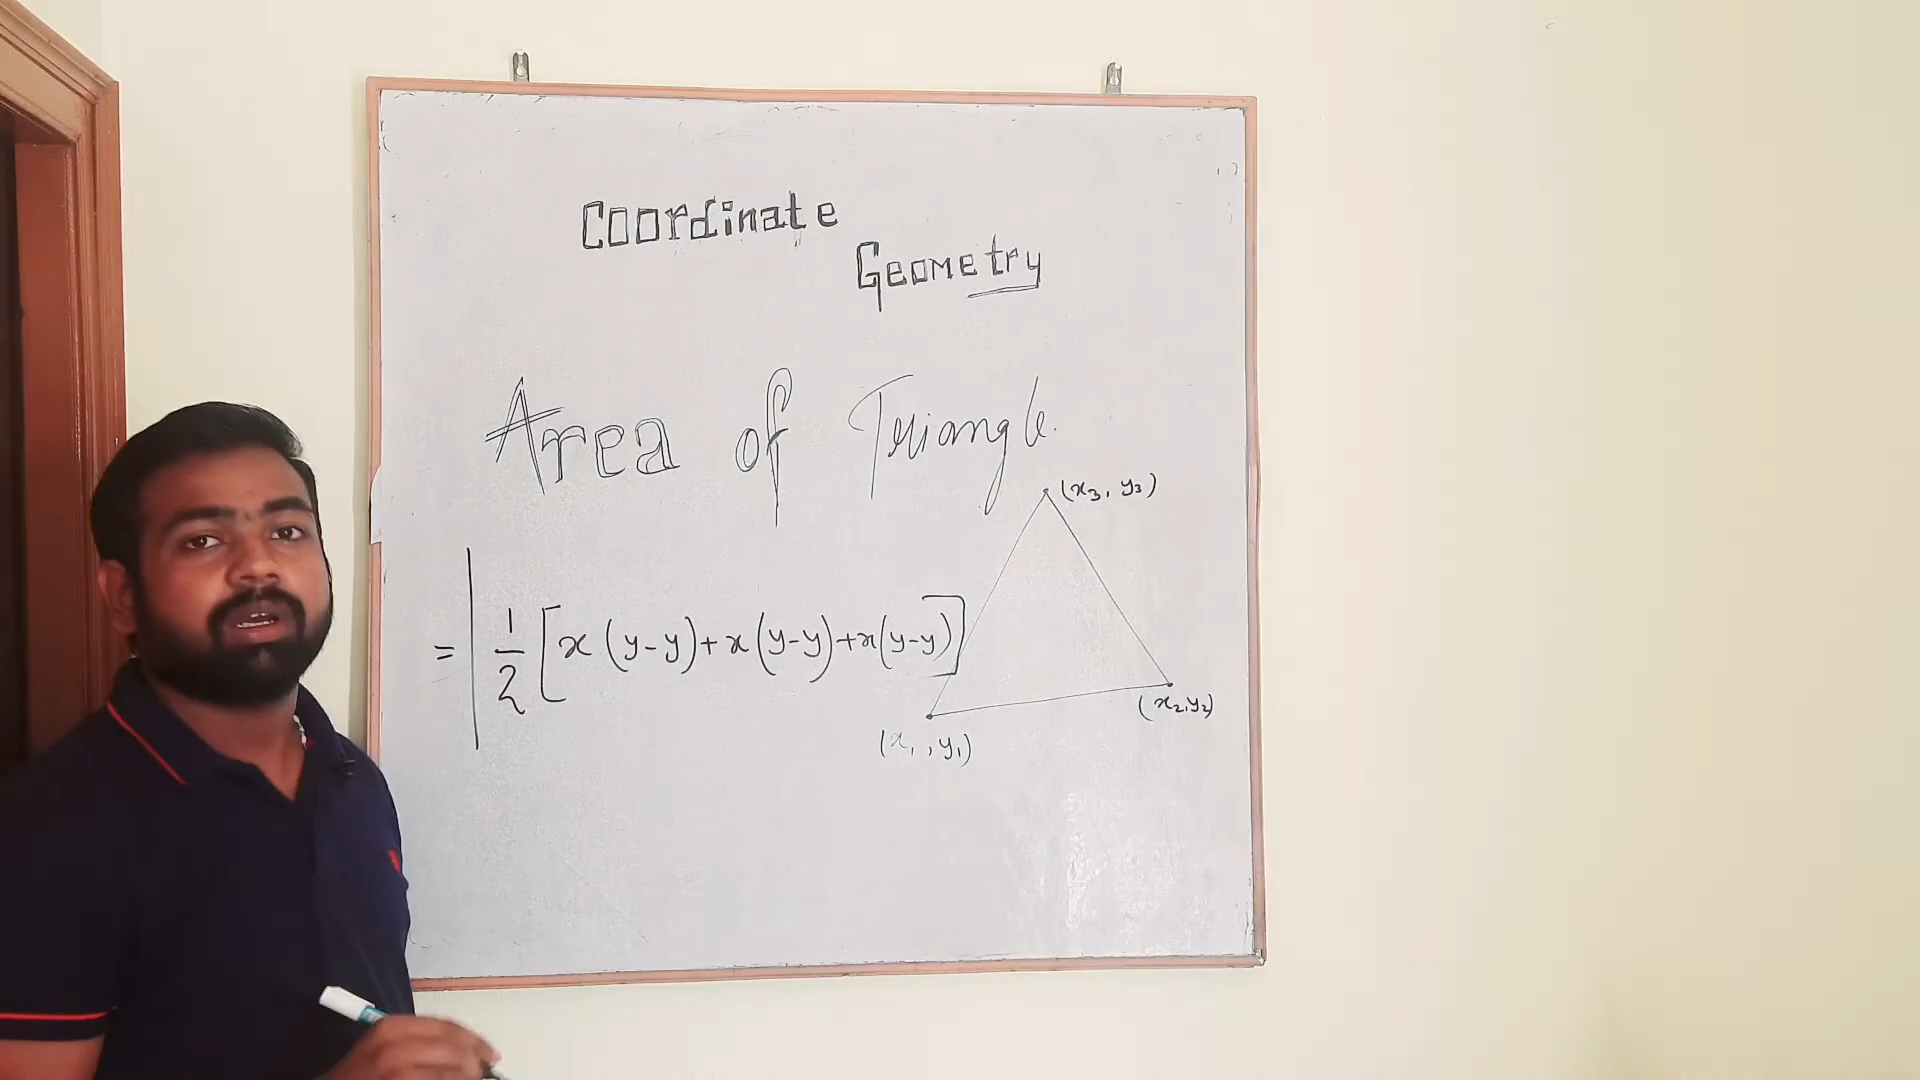 Coordinate
Geometry
Area of Triangle.
(x₃, y₃)
= | 1/2 [x (y-y) + x (y-y) + x (y-y)]
(x₂, y₂)
(x₁, y₁)